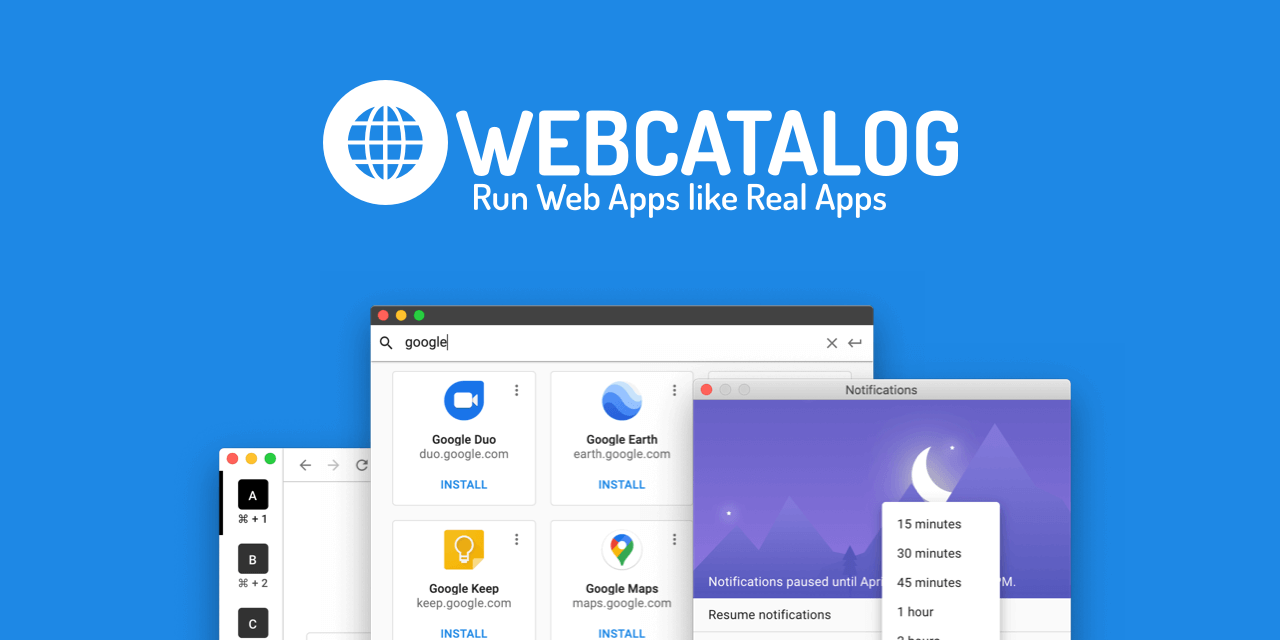 WEBCATALOG
Run Web Apps like Real Apps
google
Google Duo
duo.google.com
INSTALL
Google Earth
earth.google.com
INSTALL
Google Keep
keep.google.com
INSTALL
Google Maps
maps.google.com
INSTALL
Notifications
Notifications paused until Apri
PM.
Resume notifications
15 minutes
30 minutes
45 minutes
1 hour
A
⌘ + 1
B
⌘ + 2
C